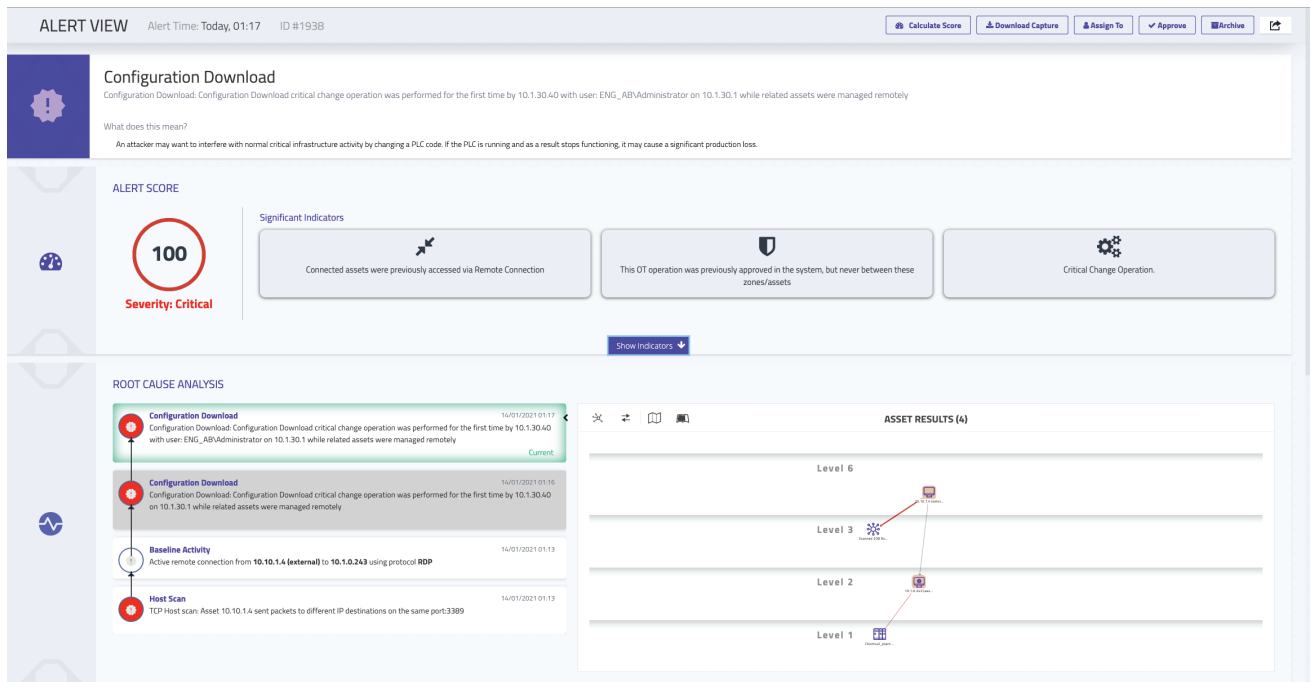 ALERT VIEW Alert Time: Today, 01:17 ID #1938
Calculate Score Download Capture Assign To Approve Archive
Configuration Download
Configuration Download: Configuration Download critical change operation was performed for the first time by 10.1.30.40 with user: ENG_AB\Administrator on 10.1.30.1 while related assets were managed remotely
What does this mean?
An attacker may want to interfere with normal critical infrastructure activity by changing a PLC code. If the PLC is running and as a result stops functioning, it may cause a significant production loss.
ALERT SCORE
100
Severity: Critical
Significant Indicators
Connected assets were previously accessed via Remote Connection
This OT operation was previously approved in the system, but never between these
zones/assets
Critical Change Operation.
Show Indicators
ROOT CAUSE ANALYSIS
Configuration Download 14/01/2021 01:17
Configuration Download: Configuration Download critical change operation was performed for the first time by 10.1.30.40
with user: ENG_AB\Administrator on 10.1.30.1 while related assets were managed remotely
Current
Configuration Download 14/01/2021 01:16
Configuration Download: Configuration Download critical change operation was performed for the first time by 10.1.30.40
on 10.1.30.1 while related assets were managed remotely
Baseline Activity 14/01/2021 01:13
Active remote connection from 10.10.1.4 (external) to 10.1.0.243 using protocol RDP
Host Scan 14/01/2021 01:13
TCP Host scan: Asset 10.10.1.4 sent packets to different IP destinations on the same port:3389
ASSET RESULTS (4)
Level 6
Level 3
Level 2
Level 1